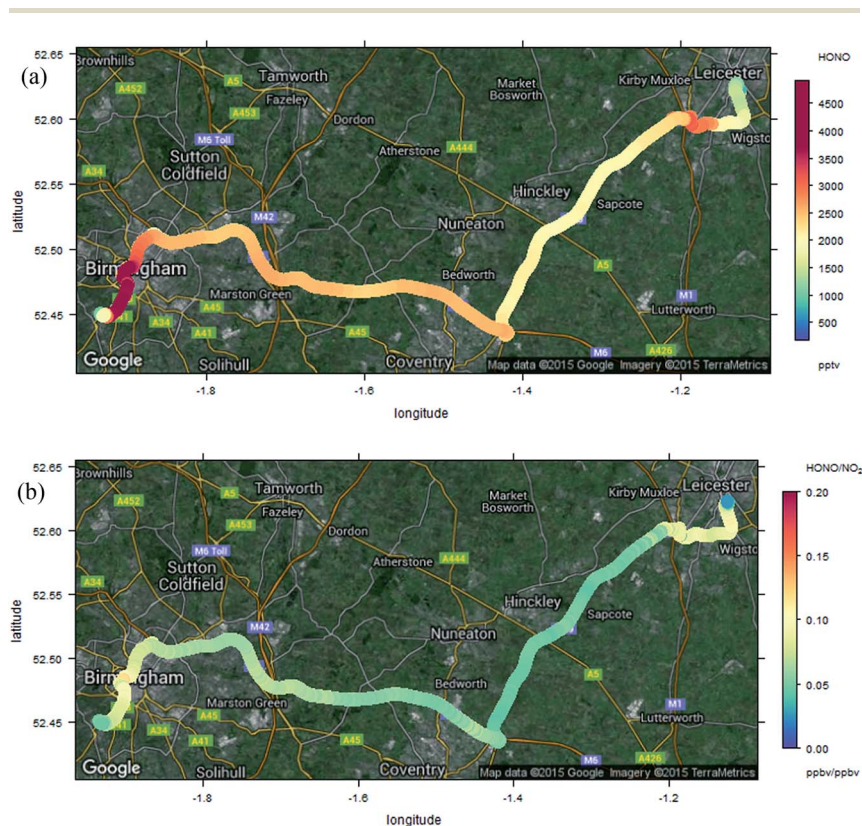 (a)
HONO
52.65
52.60
52.55
52.50
52.45
latitude
Brownhills
A452
A5
A453
Tamworth
Fazeley
M6 Toll
Sutton
Coldfield
A34
Dordon
Atherstone
A444
Market
Bosworth
Kirby Muxloe
Leicester
Hinckley
Sapcote
Nuneaton
M42
Birmingham
Marston Green
Bedworth
A5
M1
Lutterworth
A45
A34
A41
A45
Solihull
Coventry
M6
A426
Google
Map data ©2015 Google Imagery ©2015 TerraMetrics
-1.8
-1.6
-1.4
-1.2
longitude
4500
4000
3500
3000
2500
2000
1500
1000
500
pptv
(b)
HONO/NO2
52.65
52.60
52.55
52.50
52.45
latitude
Brownhills
A452
A5
A453
Tamworth
Fazeley
M6 Toll
Sutton
Coldfield
A34
Dordon
Atherstone
A444
Market
Bosworth
Kirby Muxloe
Leicester
Hinckley
Sapcote
Nuneaton
M42
Birmingham
Marston Green
Bedworth
A5
M1
Lutterworth
A45
A34
A41
A45
Solihull
Coventry
M6
A426
Google
Map data ©2015 Google Imagery ©2015 TerraMetrics
-1.8
-1.6
-1.4
-1.2
longitude
0.20
0.15
0.10
0.05
0.00
ppbv/ppbv